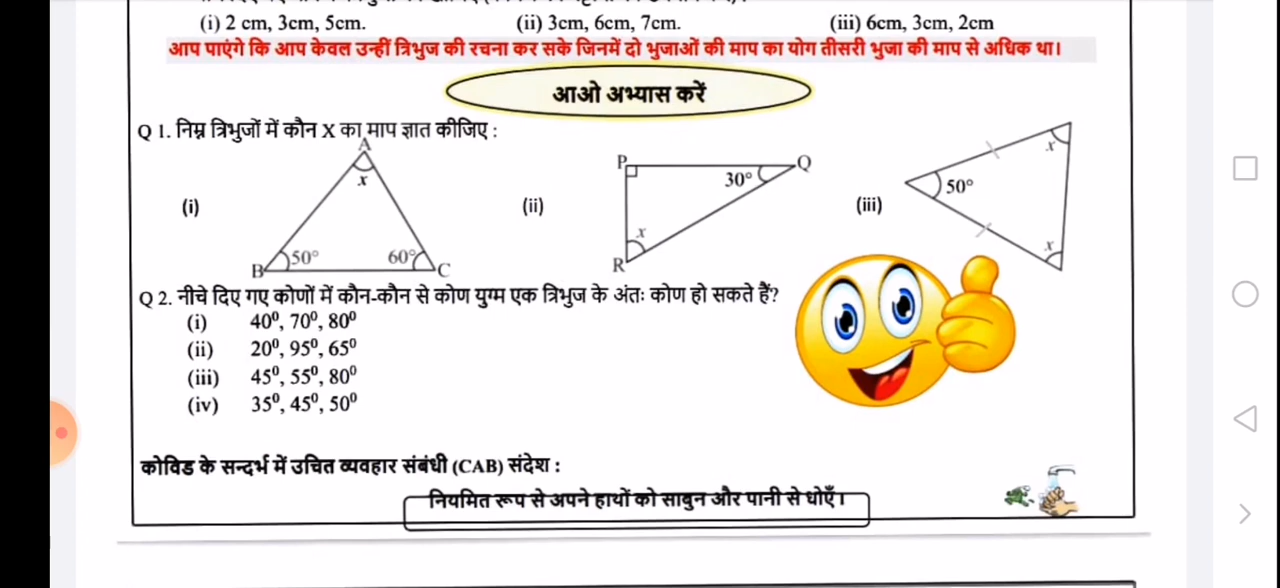 (i) 2 cm, 3cm, 5cm. (ii) 3cm, 6cm, 7cm. (iii) 6cm, 3cm, 2cm
आप पाएंगे कि आप केवल उन्हीं त्रिभुज की रचना कर सके जिनमें दो भुजाओं की माप का योग तीसरी भुजा की माप से अधिक था।
आओ अभ्यास करें
Q 1. निम्न त्रिभुजों में कौन X का माप ज्ञात कीजिए :
(i) A x B 50° 60° C
(ii) P Q 30° x R
(iii) 50° x x
Q 2. नीचे दिए गए कोणों में कौन-कौन से कोण युग्म एक त्रिभुज के अंतः कोण हो सकते हैं?
(i) 40⁰, 70⁰, 80⁰
(ii) 20⁰, 95⁰, 65⁰
(iii) 45⁰, 55⁰, 80⁰
(iv) 35⁰, 45⁰, 50⁰
कोविड के सन्दर्भ में उचित व्यवहार संबंधी (CAB) संदेश :
नियमित रूप से अपने हाथों को साबुन और पानी से धोएँ।